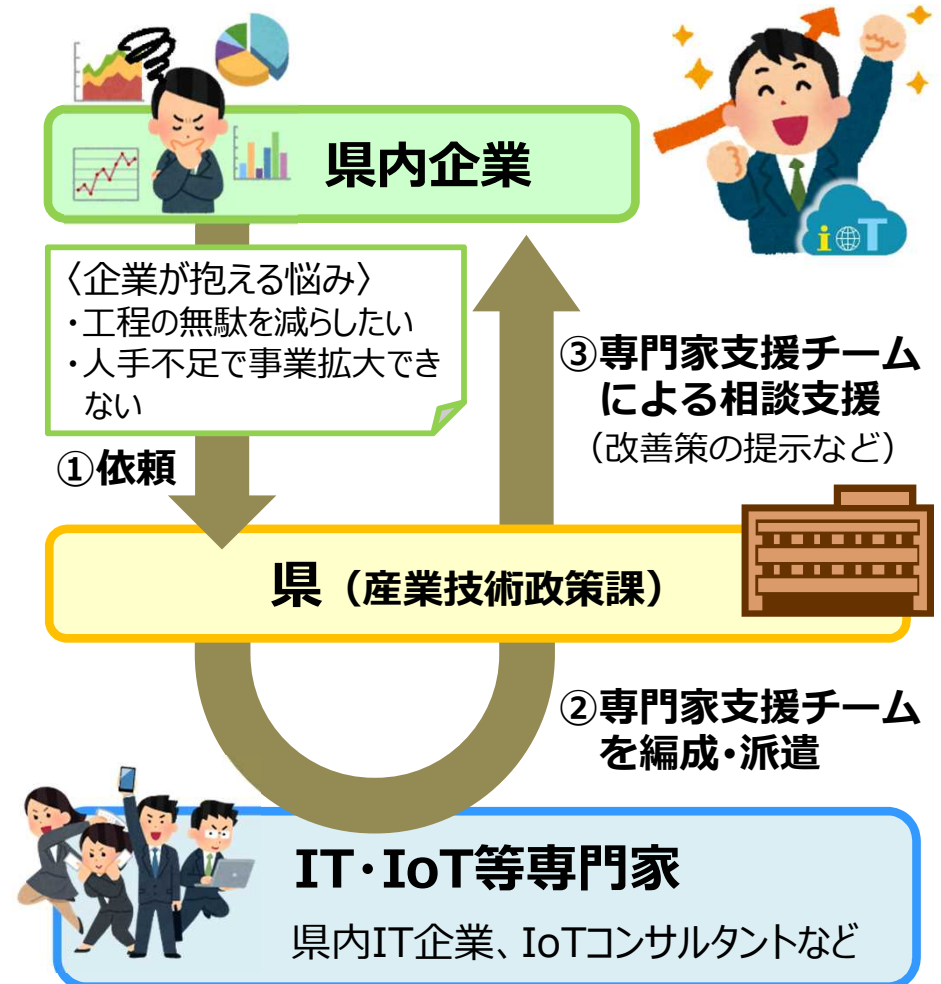 県内企業
ioT
〈企業が抱える悩み〉
・工程の無駄を減らしたい
・人手不足で事業拡大でき
ない
①依頼
③専門家支援チーム
による相談支援
（改善策の提示など）
県（産業技術政策課）
②専門家支援チーム
を編成・派遣
IT・IoT等専門家
県内IT企業、IoTコンサルタントなど